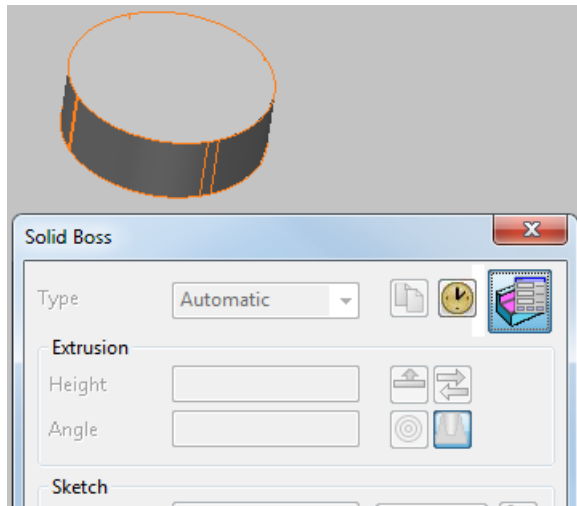 Solid Boss
Type Automatic
Extrusion
Height
Angle
Sketch